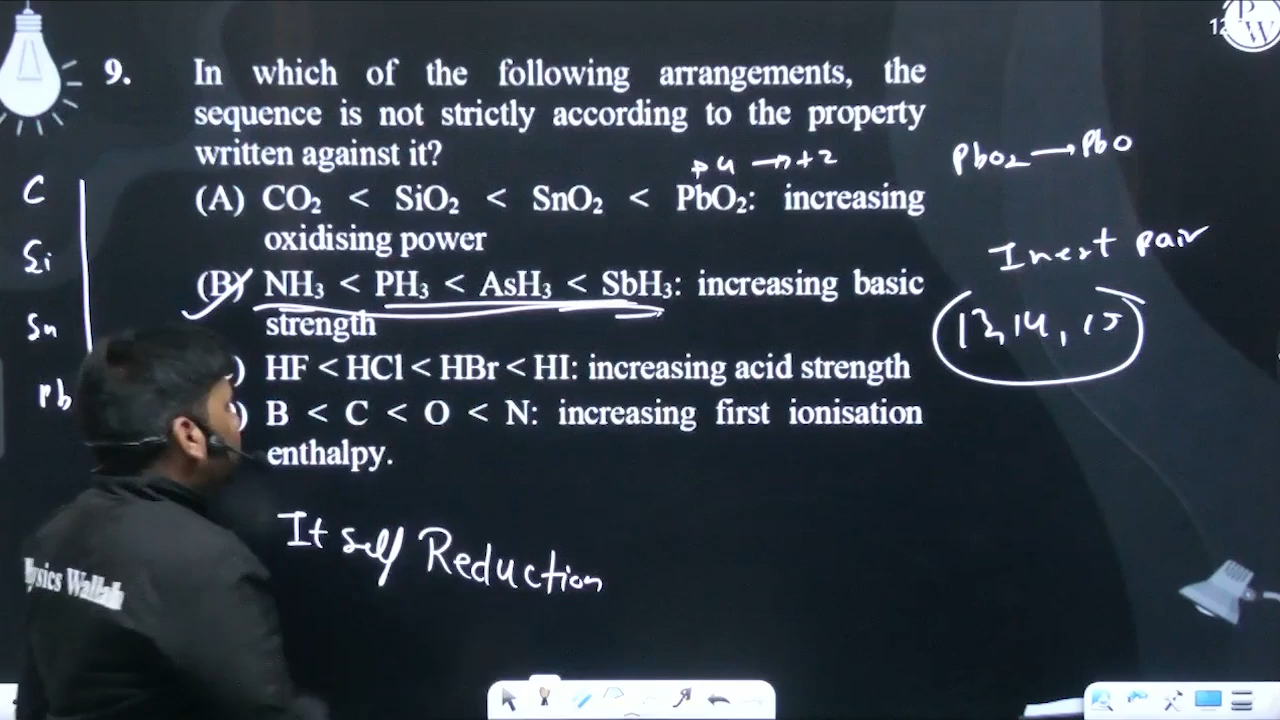 PW
9. In which of the following arrangements, the
sequence is not strictly according to the property
written against it?
+4 → +2
PbO₂ → PbO
(A) CO₂ < SiO₂ < SnO₂ < PbO₂: increasing
oxidising power
(B) NH₃ < PH₃ < AsH₃ < SbH₃: increasing basic
strength
) HF < HCl < HBr < HI: increasing acid strength
) B < C < O < N: increasing first ionisation
enthalpy.
C
Si
Sn
Pb
Inert pair
13, 14, 15
It self Reduction
ysics Wallah